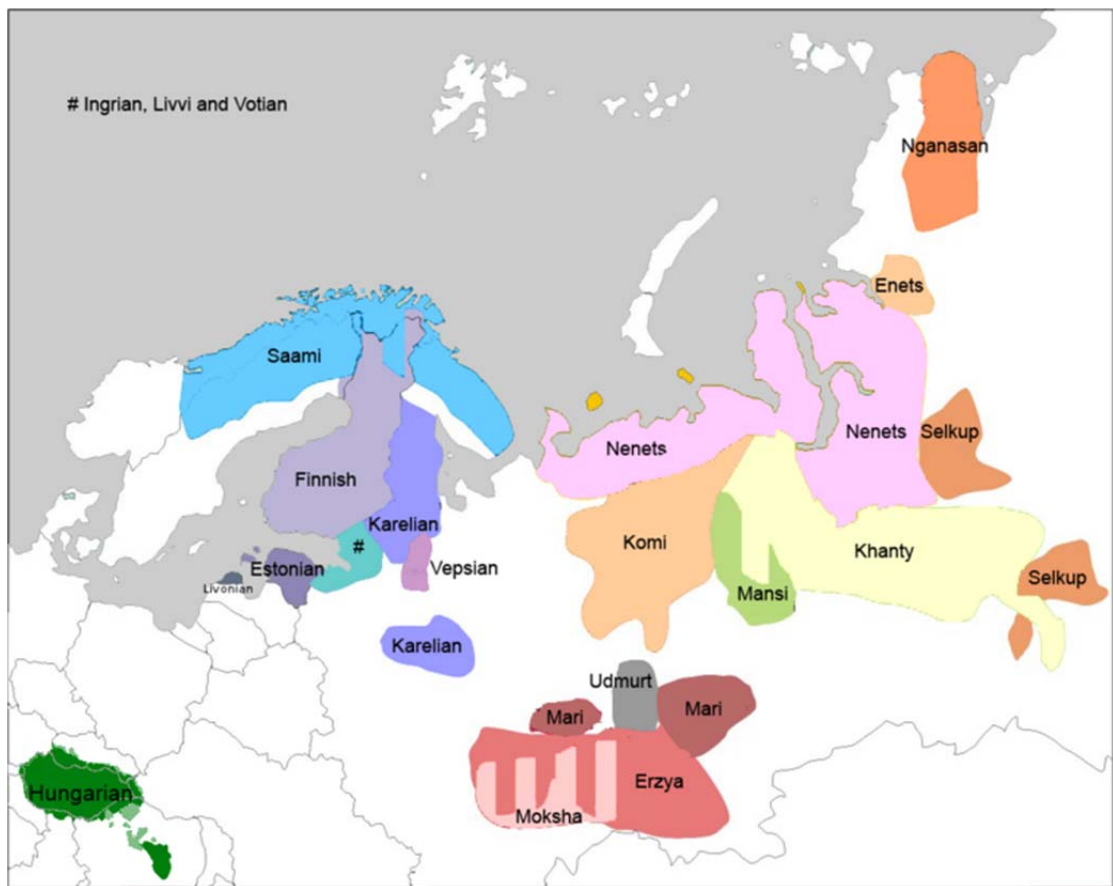 # Ingrian, Livvi and Votian
Nganasan
Enets
Saami
Nenets
Selkup
Nenets
Finnish
Karelian
#
Komi
Khanty
Estonian
Vepsian
Livonian
Mansi
Selkup
Karelian
Udmurt
Mari
Mari
Erzya
Hungarian
Moksha